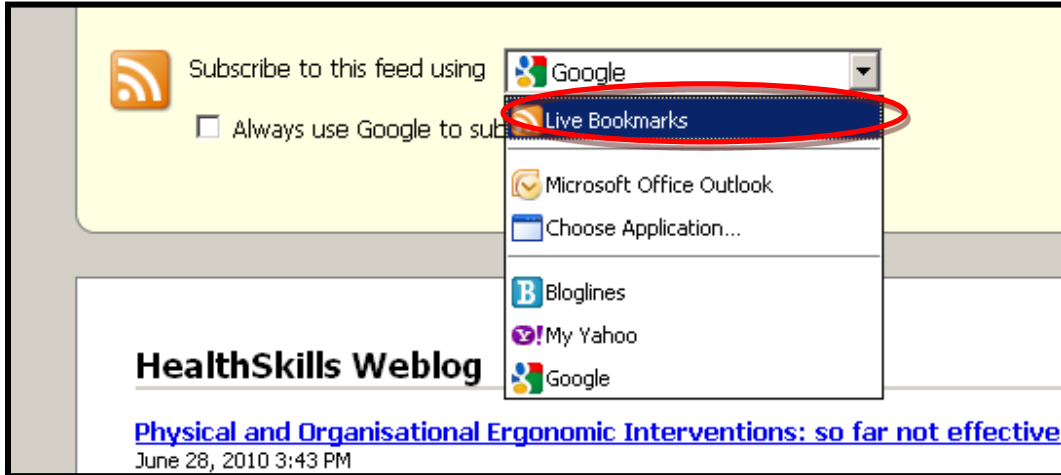 Subscribe to this feed using Google
Always use Google to sub
Live Bookmarks
Microsoft Office Outlook
Choose Application...
Bloglines
My Yahoo
Google
HealthSkills Weblog
Physical and Organisational Ergonomic Interventions: so far not effective
June 28, 2010 3:43 PM